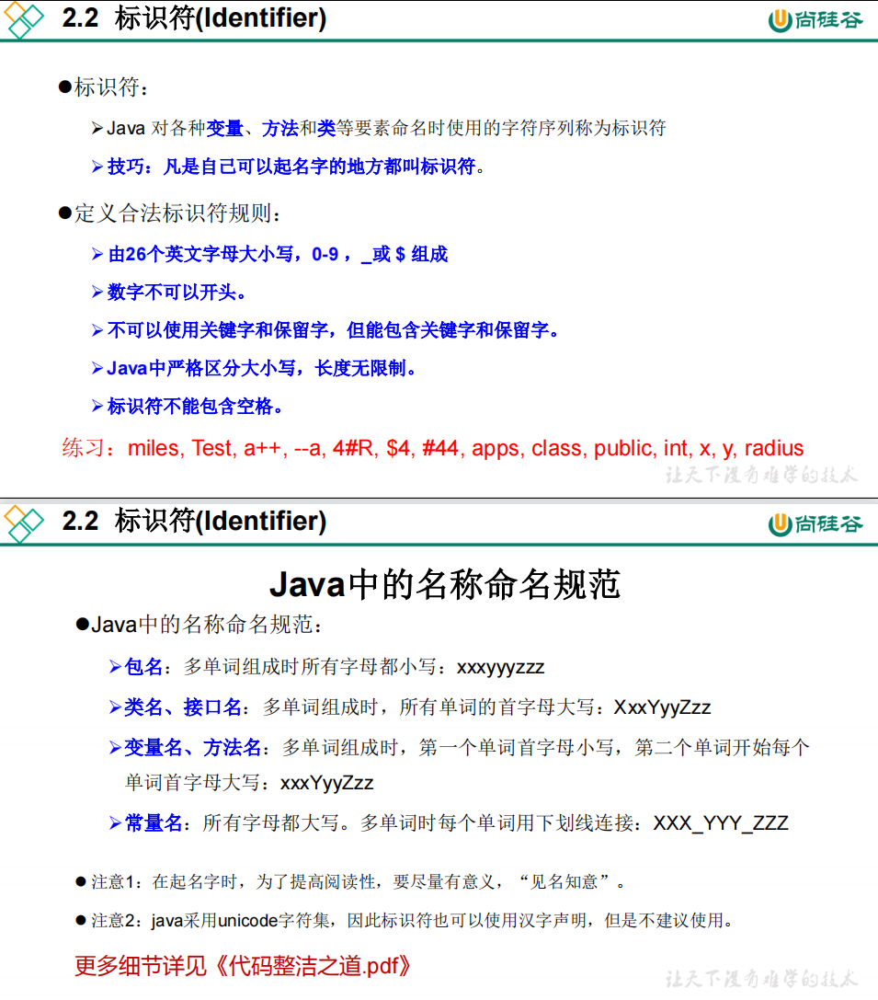 2.2 标识符(Identifier)
尚硅谷
●标识符：
➢Java 对各种变量、方法和类等要素命名时使用的字符序列称为标识符
➢技巧：凡是自己可以起名字的地方都叫标识符。
●定义合法标识符规则：
➢由26个英文字母大小写，0-9 ，_或 $ 组成
➢数字不可以开头。
➢不可以使用关键字和保留字，但能包含关键字和保留字。
➢Java中严格区分大小写，长度无限制。
➢标识符不能包含空格。
练习：miles, Test, a++, --a, 4#R, $4, #44, apps, class, public, int, x, y, radius
让天下没有难学的技术
2.2 标识符(Identifier)
尚硅谷
Java中的名称命名规范
●Java中的名称命名规范：
➢包名：多单词组成时所有字母都小写：xxxyyyzzz
➢类名、接口名：多单词组成时，所有单词的首字母大写：XxxYyyZzz
➢变量名、方法名：多单词组成时，第一个单词首字母小写，第二个单词开始每个
单词首字母大写：xxxYyyZzz
➢常量名：所有字母都大写。多单词时每个单词用下划线连接：XXX_YYY_ZZZ
●注意1：在起名字时，为了提高阅读性，要尽量有意义，“见名知意”。
●注意2：java采用unicode字符集，因此标识符也可以使用汉字声明，但是不建议使用。
更多细节详见《代码整洁之道.pdf》
让天下没有难学的技术